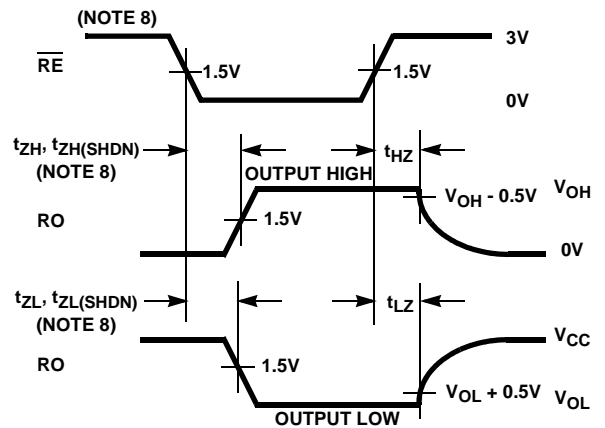 (NOTE 8)
3V
RE
1.5V
1.5V
0V
tZH, tZH(SHDN)
(NOTE 8)
tHZ
OUTPUT HIGH
VOH - 0.5V
VOH
RO
1.5V
0V
tZL, tZL(SHDN)
(NOTE 8)
tLZ
VCC
RO
1.5V
VOL + 0.5V
VOL
OUTPUT LOW